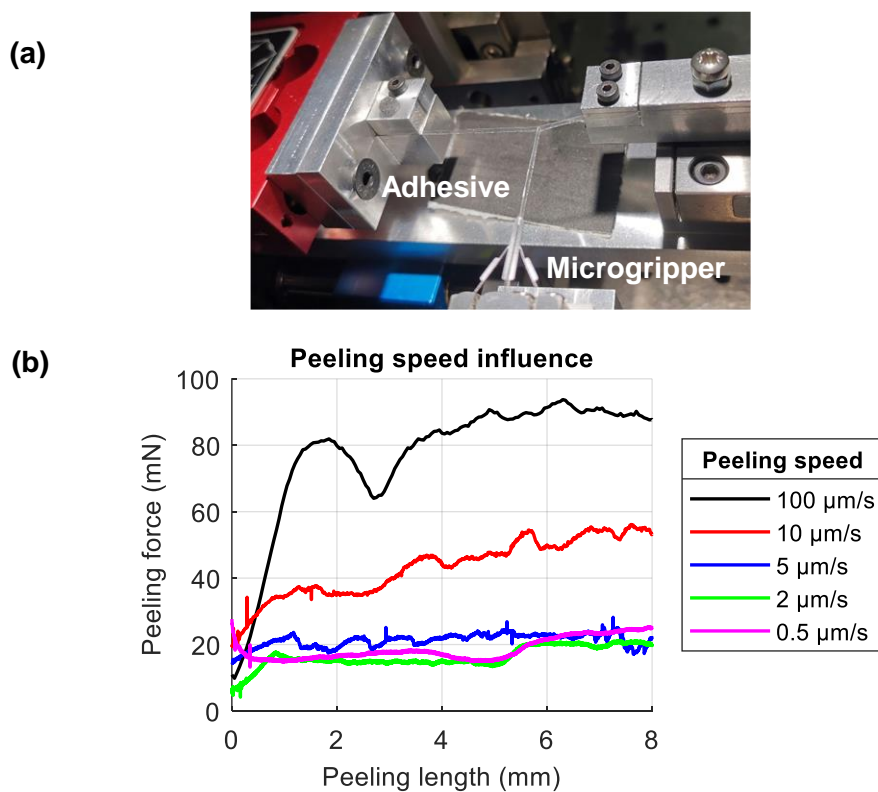 (a)
Adhesive
Microgripper
(b)
Peeling speed influence
Peeling force (mN)
100
80
60
40
20
0
0 2 4 6 8
Peeling length (mm)
Peeling speed
100 µm/s
10 µm/s
5 µm/s
2 µm/s
0.5 µm/s